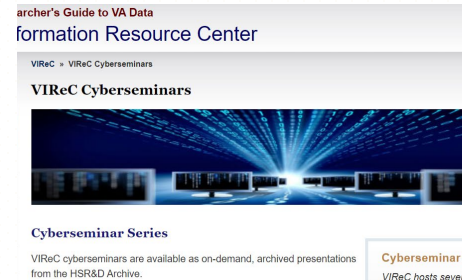 archer's Guide to VA Data
formation Resource Center
VIReC » VIReC Cyberseminars
VIReC Cyberseminars
Cyberseminar Series
VIReC cyberseminars are available as on-demand, archived presentations
from the HSR&D Archive.
Cyberseminar
VIReC hosts seve